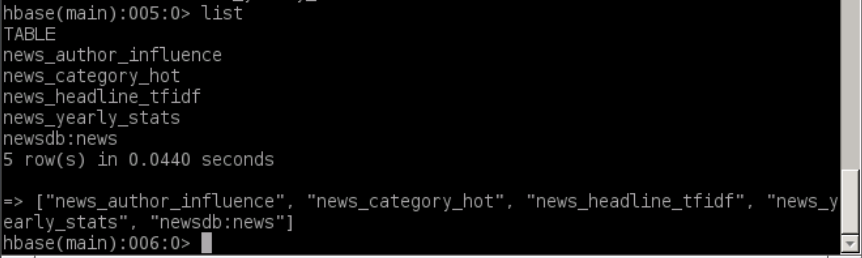 hbase(main):005:0> list
TABLE
news_author_influence
news_category_hot
news_headline_tfidf
news_yearly_stats
newsdb:news
5 row(s) in 0.0440 seconds
=> ["news_author_influence", "news_category_hot", "news_headline_tfidf", "news_y
early_stats", "newsdb:news"]
hbase(main):006:0>